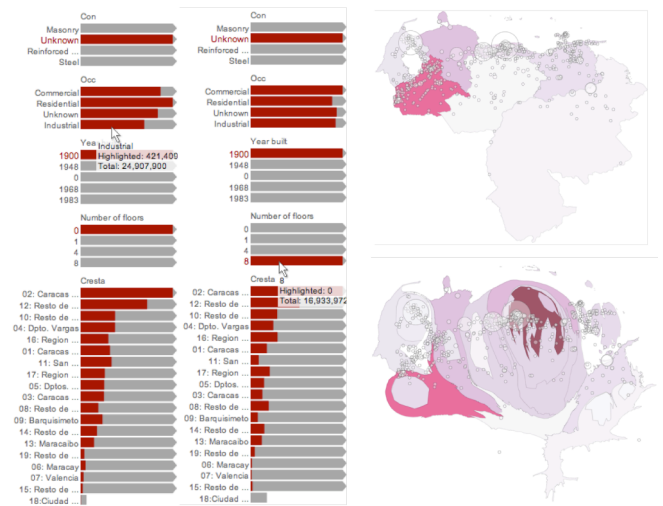 Con
Masonry
Unknown
Reinforced ...
Steel
Occ
Commercial
Residential
Unknown
Industrial
Industrial
Yea
Highlighted: 421,409
1900
Total: 24,907,900
1948
0
1968
1983
Number of floors
0
1
4
8
Cresta
02: Caracas ...
12: Resto de ...
10: Resto de ...
04: Dpto. Vargas
16: Region ...
01: Caracas ...
11: San ...
17: Region ...
05: Dptos. ...
03: Caracas ...
08: Resto de ...
09: Barquisimeto
14: Resto de ...
13: Maracaibo
19: Resto de ...
06: Maracay
07: Valencia
15: Resto de ...
18:Ciudad ...
Con
Masonry
Unknown
Reinforced ...
Steel
Occ
Commercial
Residential
Unknown
Industrial
Year built
1900
1948
0
1968
1983
Number of floors
0
1
4
8
Cresta
8
02: Caracas ...
Highlighted: 0
12: Resto de ...
Total: 16,933,972
10: Resto de ...
04: Dpto. Vargas
16: Region ...
01: Caracas ...
11: San ...
17: Region ...
05: Dptos. ...
03: Caracas ...
08: Resto de ...
09: Barquisimeto
14: Resto de ...
13: Maracaibo
19: Resto de ...
06: Maracay
07: Valencia
15: Resto de ...
18:Ciudad ...